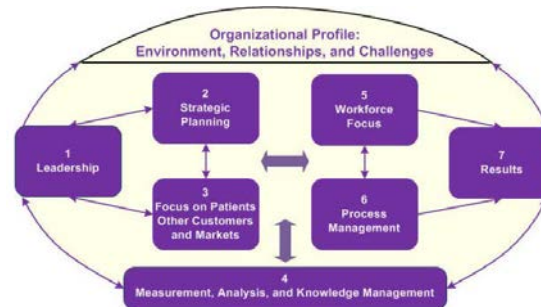 Organizational Profile:
Environment, Relationships, and Challenges
2
Strategic
Planning
5
Workforce
Focus
1
Leadership
7
Results
3
Focus on Patients
Other Customers
and Markets
6
Process
Management
4
Measurement, Analysis, and Knowledge Management